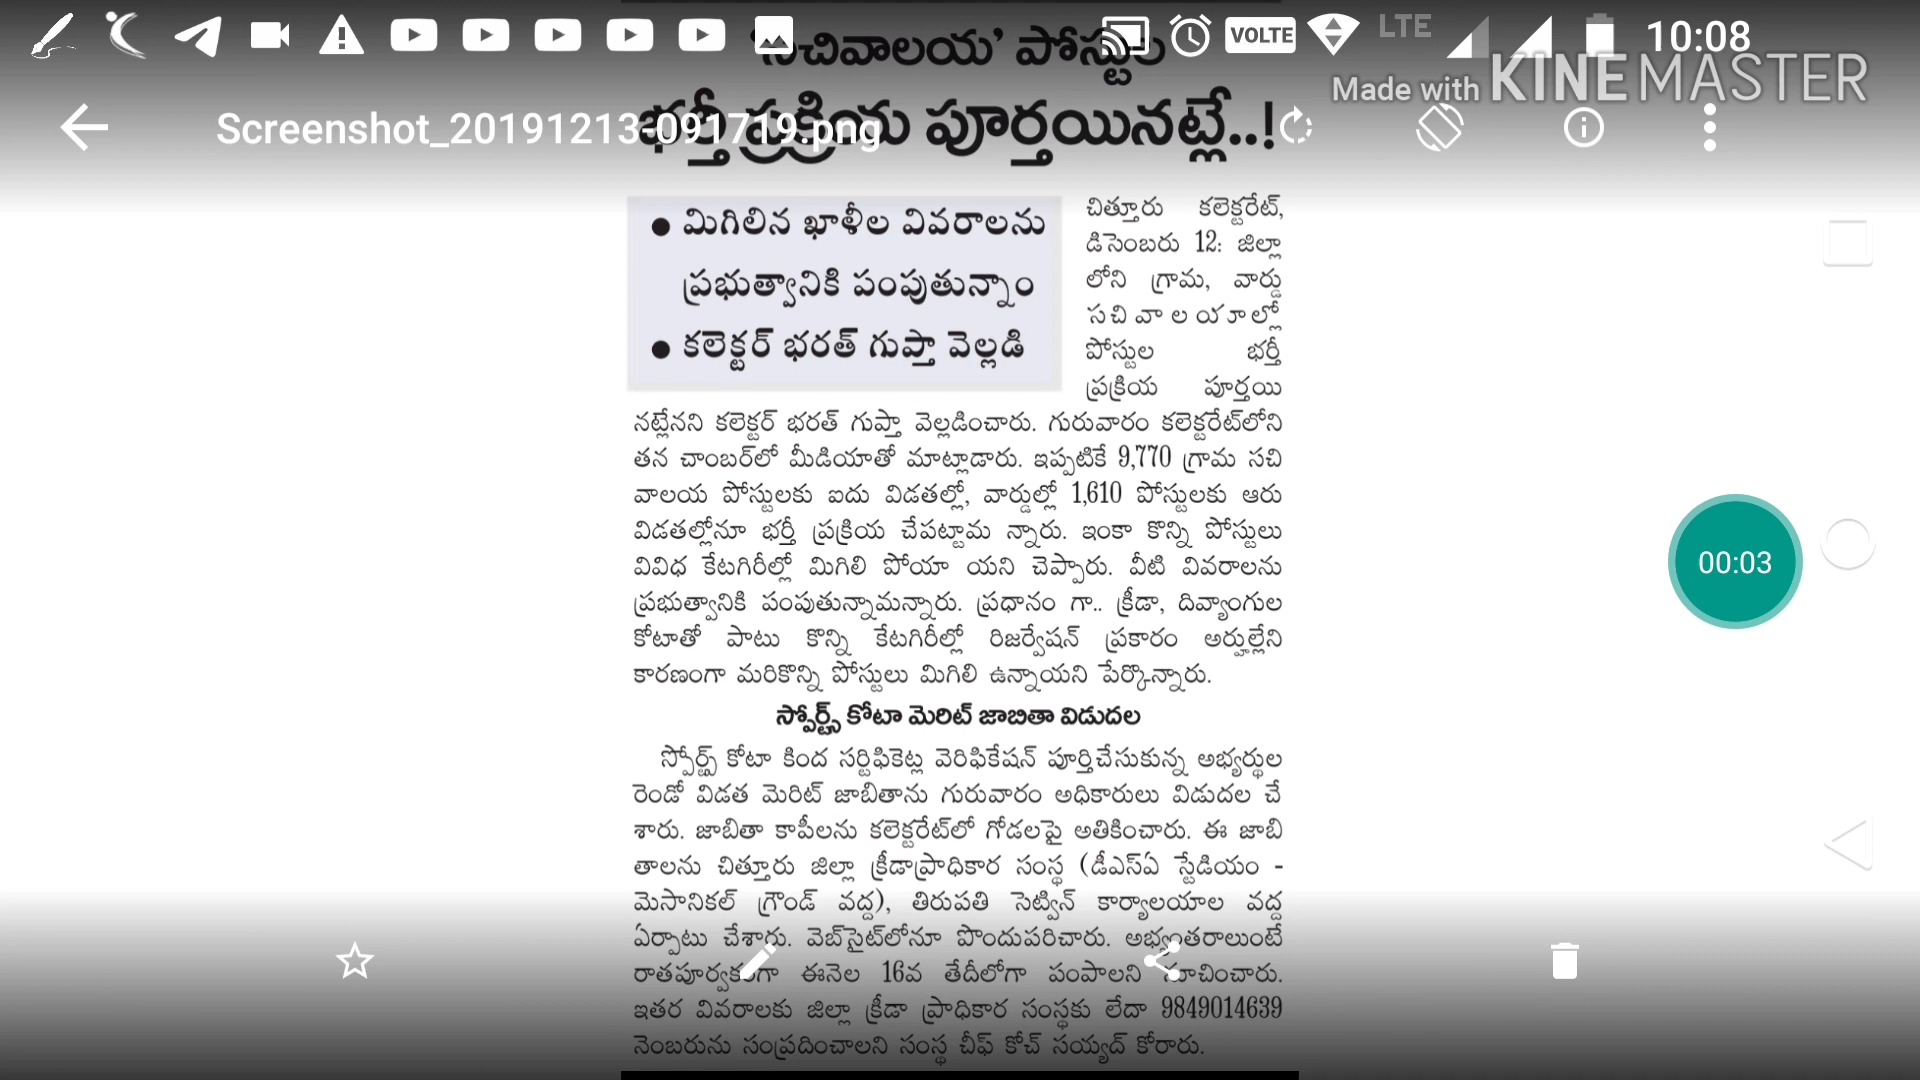 VOLTE LTE 10:08
Made with KINEMASTER
Screenshot_20191213-091719.png
‘సచివాలయ’ పోస్టుల
భర్తీ ప్రక్రియ పూర్తయినట్లే..!
● మిగిలిన ఖాళీల వివరాలను
ప్రభుత్వానికి పంపుతున్నాం
● కలెక్టర్ భరత్ గుప్తా వెల్లడి
చిత్తూరు కలెక్టరేట్,
డిసెంబరు 12: జిల్లా
లోని గ్రామ, వార్డు
సచివాలయాల్లో
పోస్టుల భర్తీ
ప్రక్రియ పూర్తయి
నట్లేనని కలెక్టర్ భరత్ గుప్తా వెల్లడించారు. గురువారం కలెక్టరేట్‌లోని
తన చాంబర్‌లో మీడియాతో మాట్లాడారు. ఇప్పటికే 9,770 గ్రామ సచి
వాలయ పోస్టులకు ఐదు విడతల్లో, వార్డుల్లో 1,610 పోస్టులకు ఆరు
విడతల్లోనూ భర్తీ ప్రక్రియ చేపట్టామ న్నారు. ఇంకా కొన్ని పోస్టులు
వివిధ కేటగిరీల్లో మిగిలి పోయా యని చెప్పారు. వీటి వివరాలను
ప్రభుత్వానికి పంపుతున్నామన్నారు. ప్రధానం గా.. క్రీడా, దివ్యాంగుల
కోటాతో పాటు కొన్ని కేటగిరీల్లో రిజర్వేషన్ ప్రకారం అర్హుల్లేని
కారణంగా మరికొన్ని పోస్టులు మిగిలి ఉన్నాయని పేర్కొన్నారు.
స్పోర్ట్స్ కోటా మెరిట్ జాబితా విడుదల
స్పోర్ట్స్ కోటా కింద సర్టిఫికెట్ల వెరిఫికేషన్ పూర్తిచేసుకున్న అభ్యర్థుల
రెండో విడత మెరిట్ జాబితాను గురువారం అధికారులు విడుదల చే
శారు. జాబితా కాపీలను కలెక్టరేట్‌లో గోడలపై అతికించారు. ఈ జాబి
తాలను చిత్తూరు జిల్లా క్రీడాప్రాధికార సంస్థ (డీఎస్ఏ స్టేడియం -
మెసానికల్ గ్రౌండ్ వద్ద), తిరుపతి సెట్విన్ కార్యాలయాల వద్ద
ఏర్పాటు చేశారు. వెబ్‌సైట్‌లోనూ పొందుపరిచారు. అభ్యంతరాలుంటే
రాతపూర్వకంగా ఈనెల 16వ తేదీలోగా పంపాలని సూచించారు.
ఇతర వివరాలకు జిల్లా క్రీడా ప్రాధికార సంస్థకు లేదా 9849014639
నెంబరును సంప్రదించాలని సంస్థ చీఫ్ కోచ్ సయ్యద్ కోరారు.
00:03